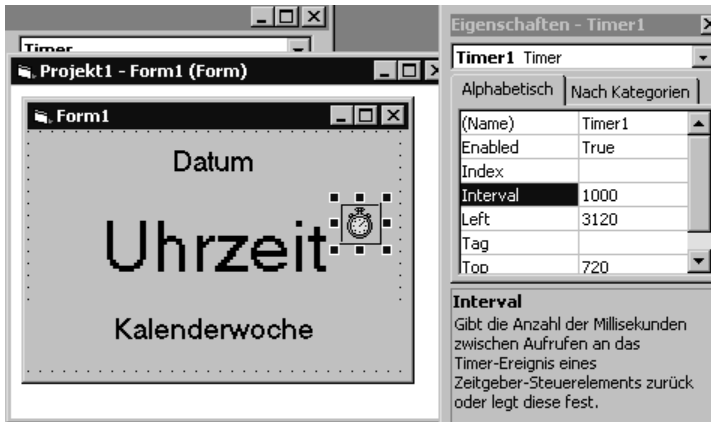 Timer
Projekt1 - Form1 (Form)
Form1
Datum
Uhrzeit
Kalenderwoche
Eigenschaften - Timer1
Timer1 Timer
Alphabetisch
Nach Kategorien
(Name) Timer1
Enabled True
Index
Interval 1000
Left 3120
Tag
Top 720
Interval
Gibt die Anzahl der Millisekunden
zwischen Aufrufen an das
Timer-Ereignis eines
Zeitgeber-Steuerelements zurück
oder legt diese fest.